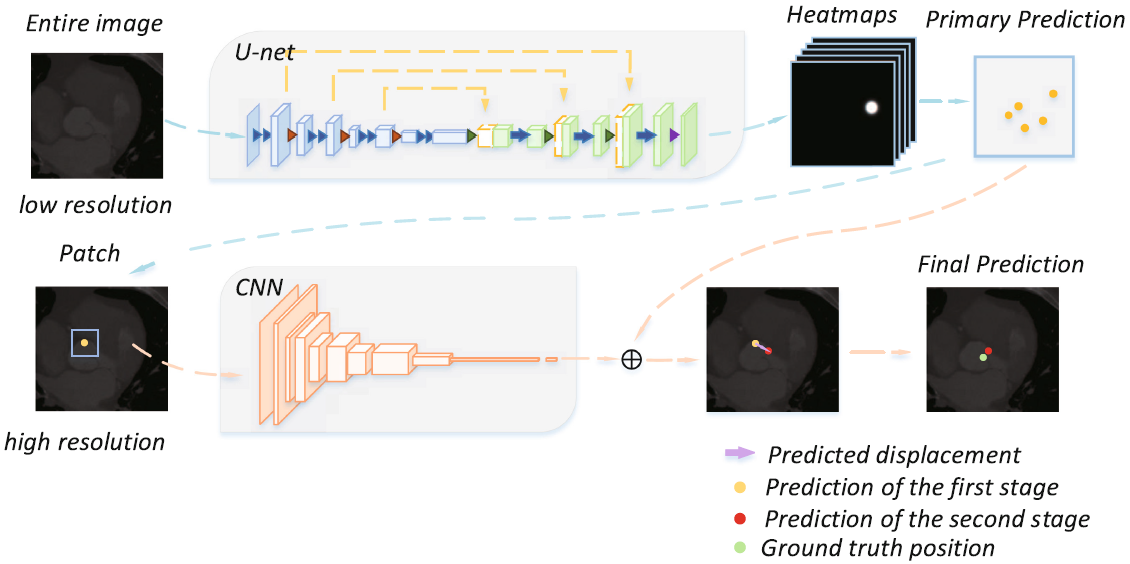 Entire image
U-net
Heatmaps
Primary Prediction
low resolution
Patch
CNN
Final Prediction
high resolution
Predicted displacement
Prediction of the first stage
Prediction of the second stage
Ground truth position